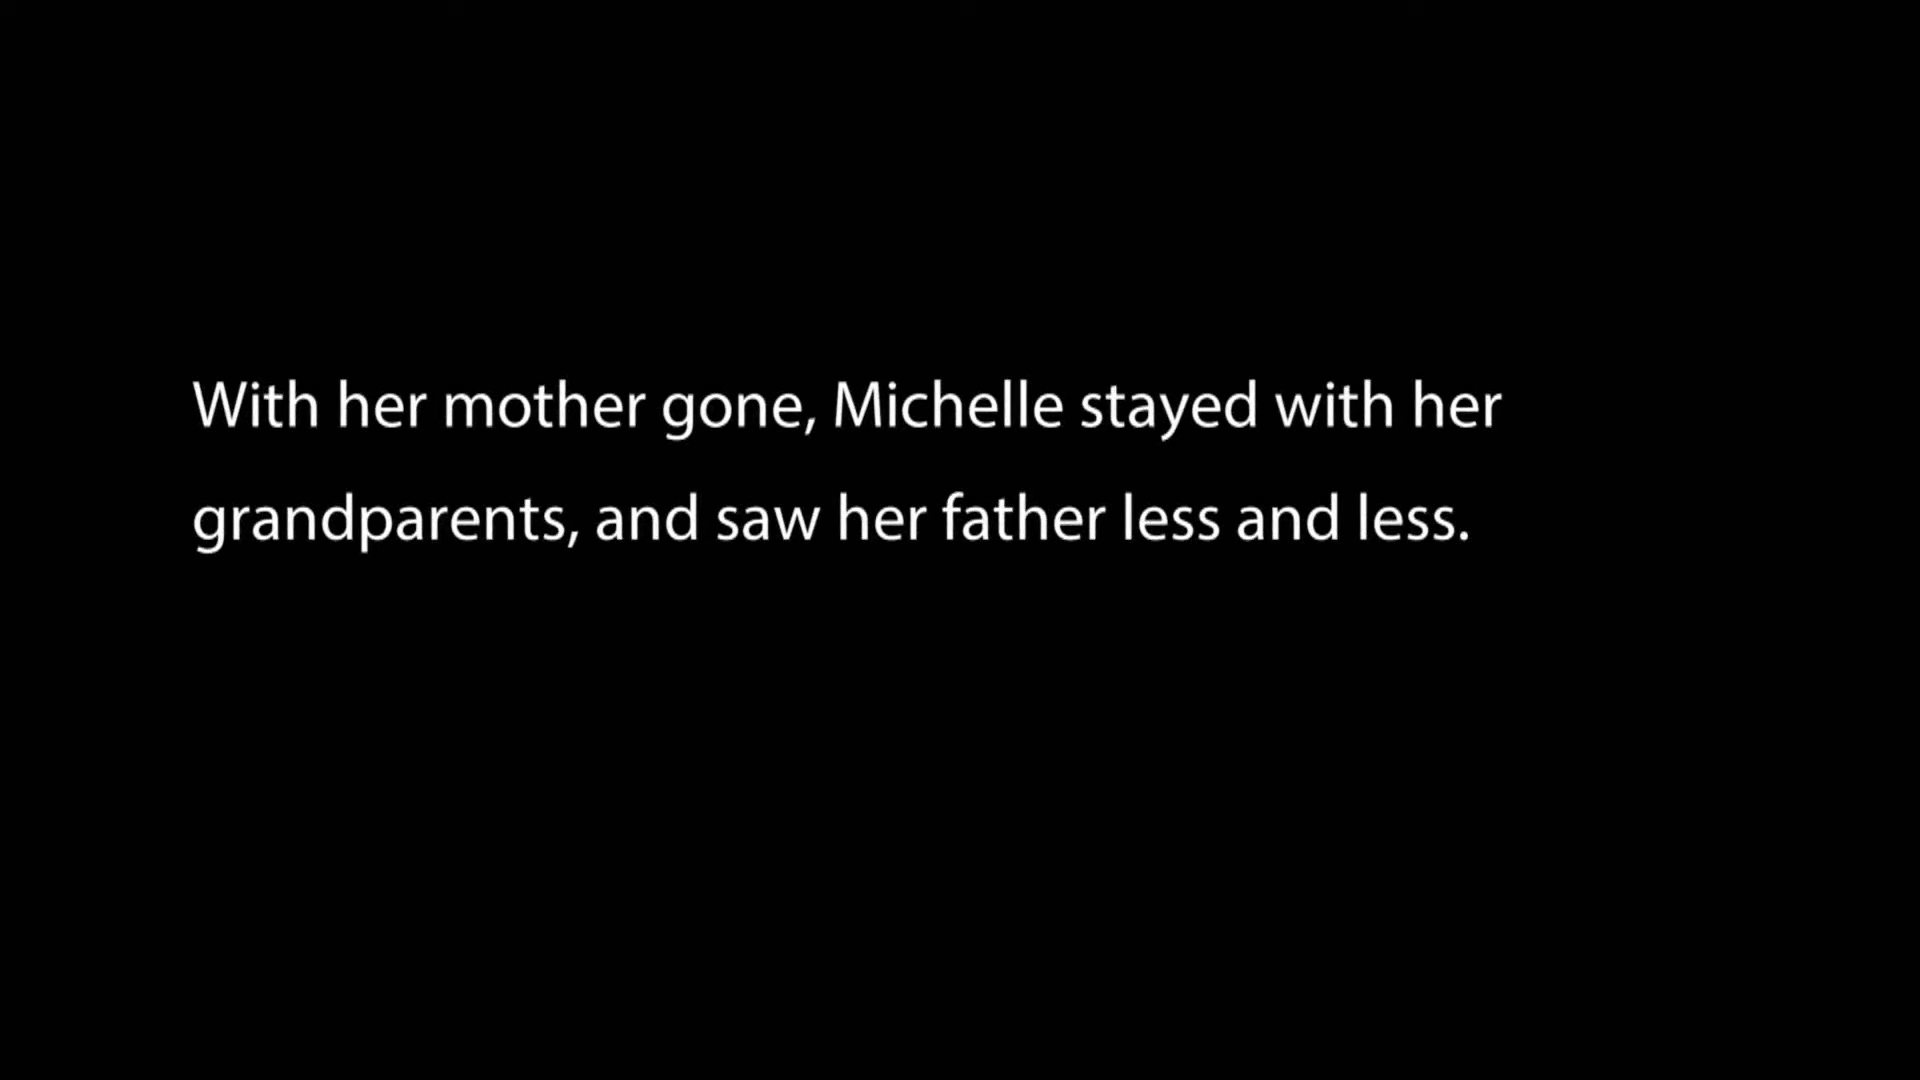 With her mother gone, Michelle stayed with her
grandparents, and saw her father less and less.